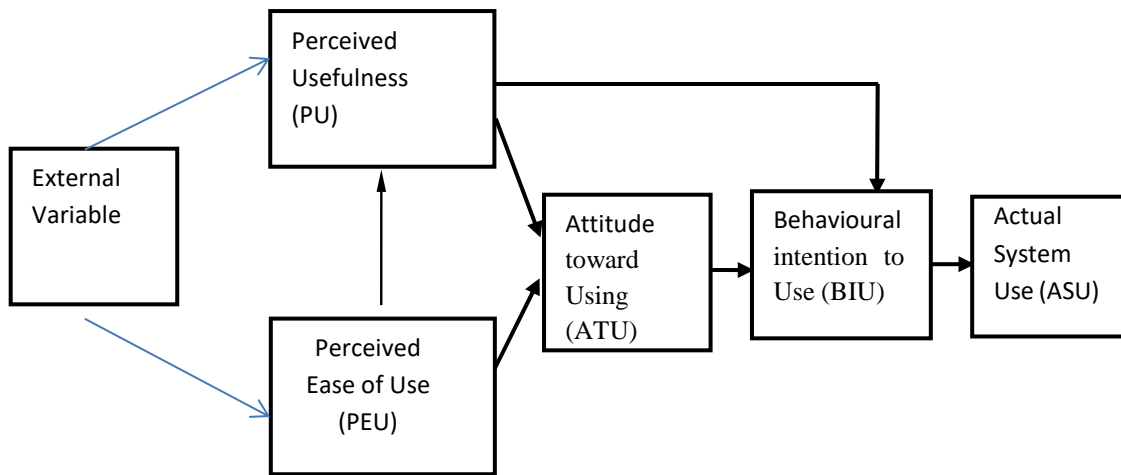 External
Variable
Perceived
Usefulness
(PU)
Perceived
Ease of Use
(PEU)
Attitude
toward
Using
(ATU)
Behavioural
intention to
Use (BIU)
Actual
System
Use (ASU)